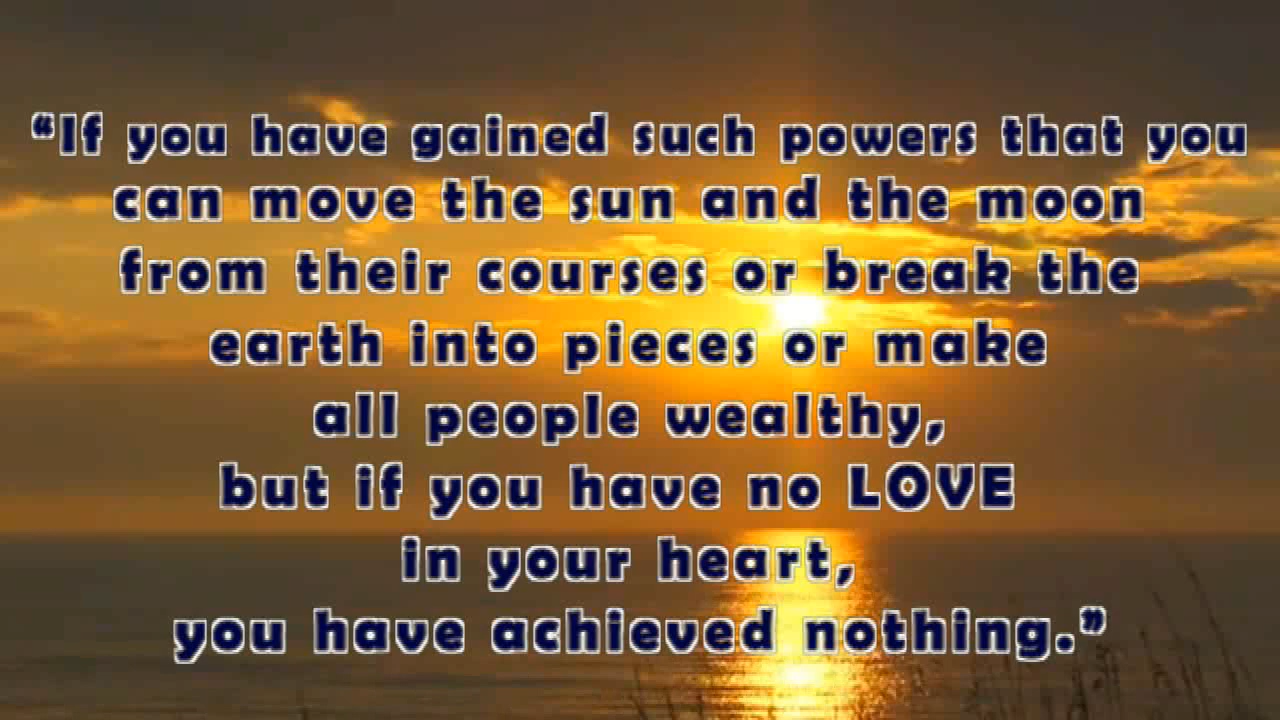 “If you have gained such powers that you
can move the sun and the moon
from their courses or break the
earth into pieces or make
all people wealthy,
but if you have no LOVE
in your heart,
you have achieved nothing.”